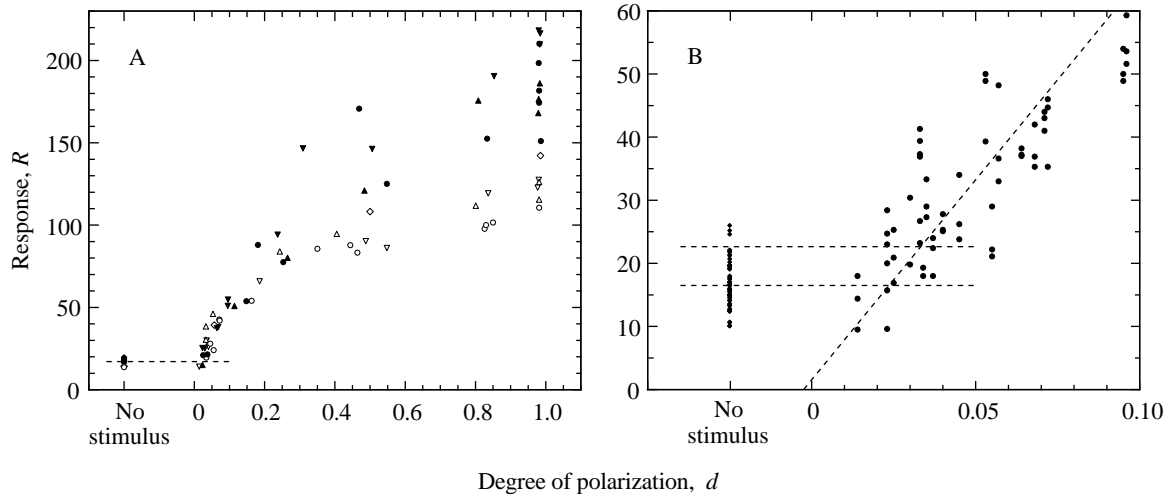 A
B
Response, R
0
50
100
150
200
No stimulus
0 0.2 0.4 0.6 0.8 1.0
0
10
20
30
40
50
60
No stimulus
0 0.05 0.10
Degree of polarization, d